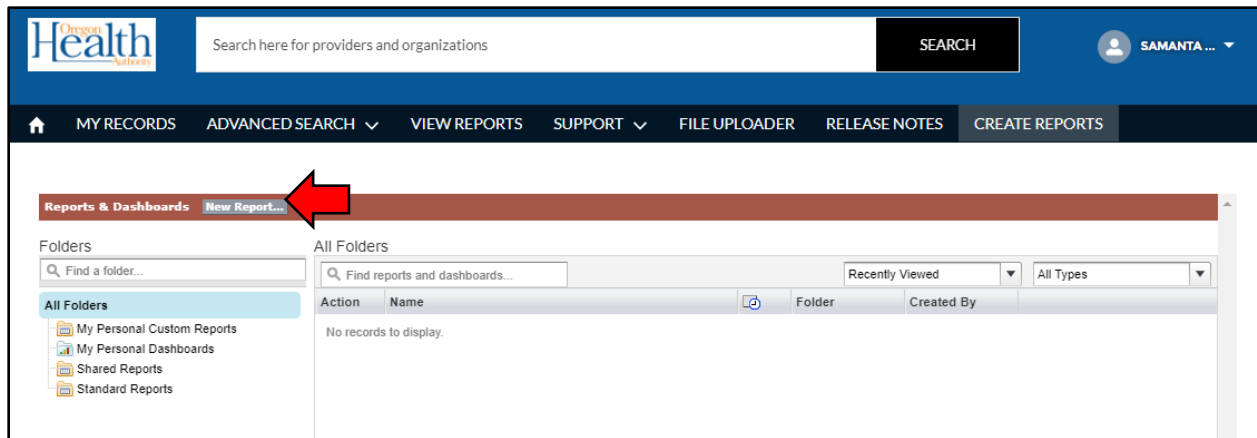 Oregon
Health
Authority
Search here for providers and organizations
SEARCH
SAMANTA ...
MY RECORDS ADVANCED SEARCH VIEW REPORTS SUPPORT FILE UPLOADER RELEASE NOTES CREATE REPORTS
Reports & Dashboards New Report...
Folders
Find a folder...
All Folders
My Personal Custom Reports
My Personal Dashboards
Shared Reports
Standard Reports
All Folders
Find reports and dashboards... Recently Viewed All Types
Action Name Folder Created By
No records to display.